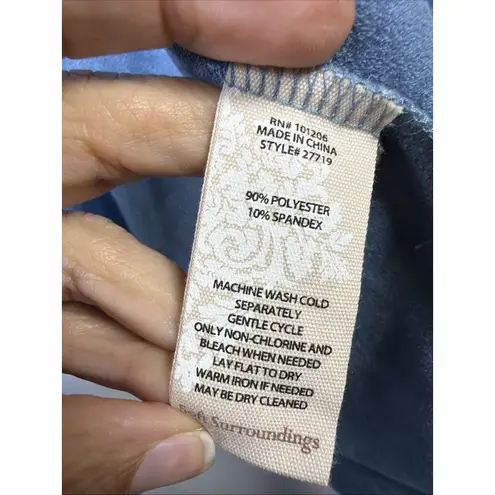 RN# 101206
MADE IN CHINA
STYLE# 27719
90% POLYESTER
10% SPANDEX
MACHINE WASH COLD
SEPARATELY
GENTLE CYCLE
ONLY NON-CHLORINE AND
BLEACH WHEN NEEDED
LAY FLAT TO DRY
WARM IRON IF NEEDED
MAY BE DRY CLEANED
Soft Surroundings